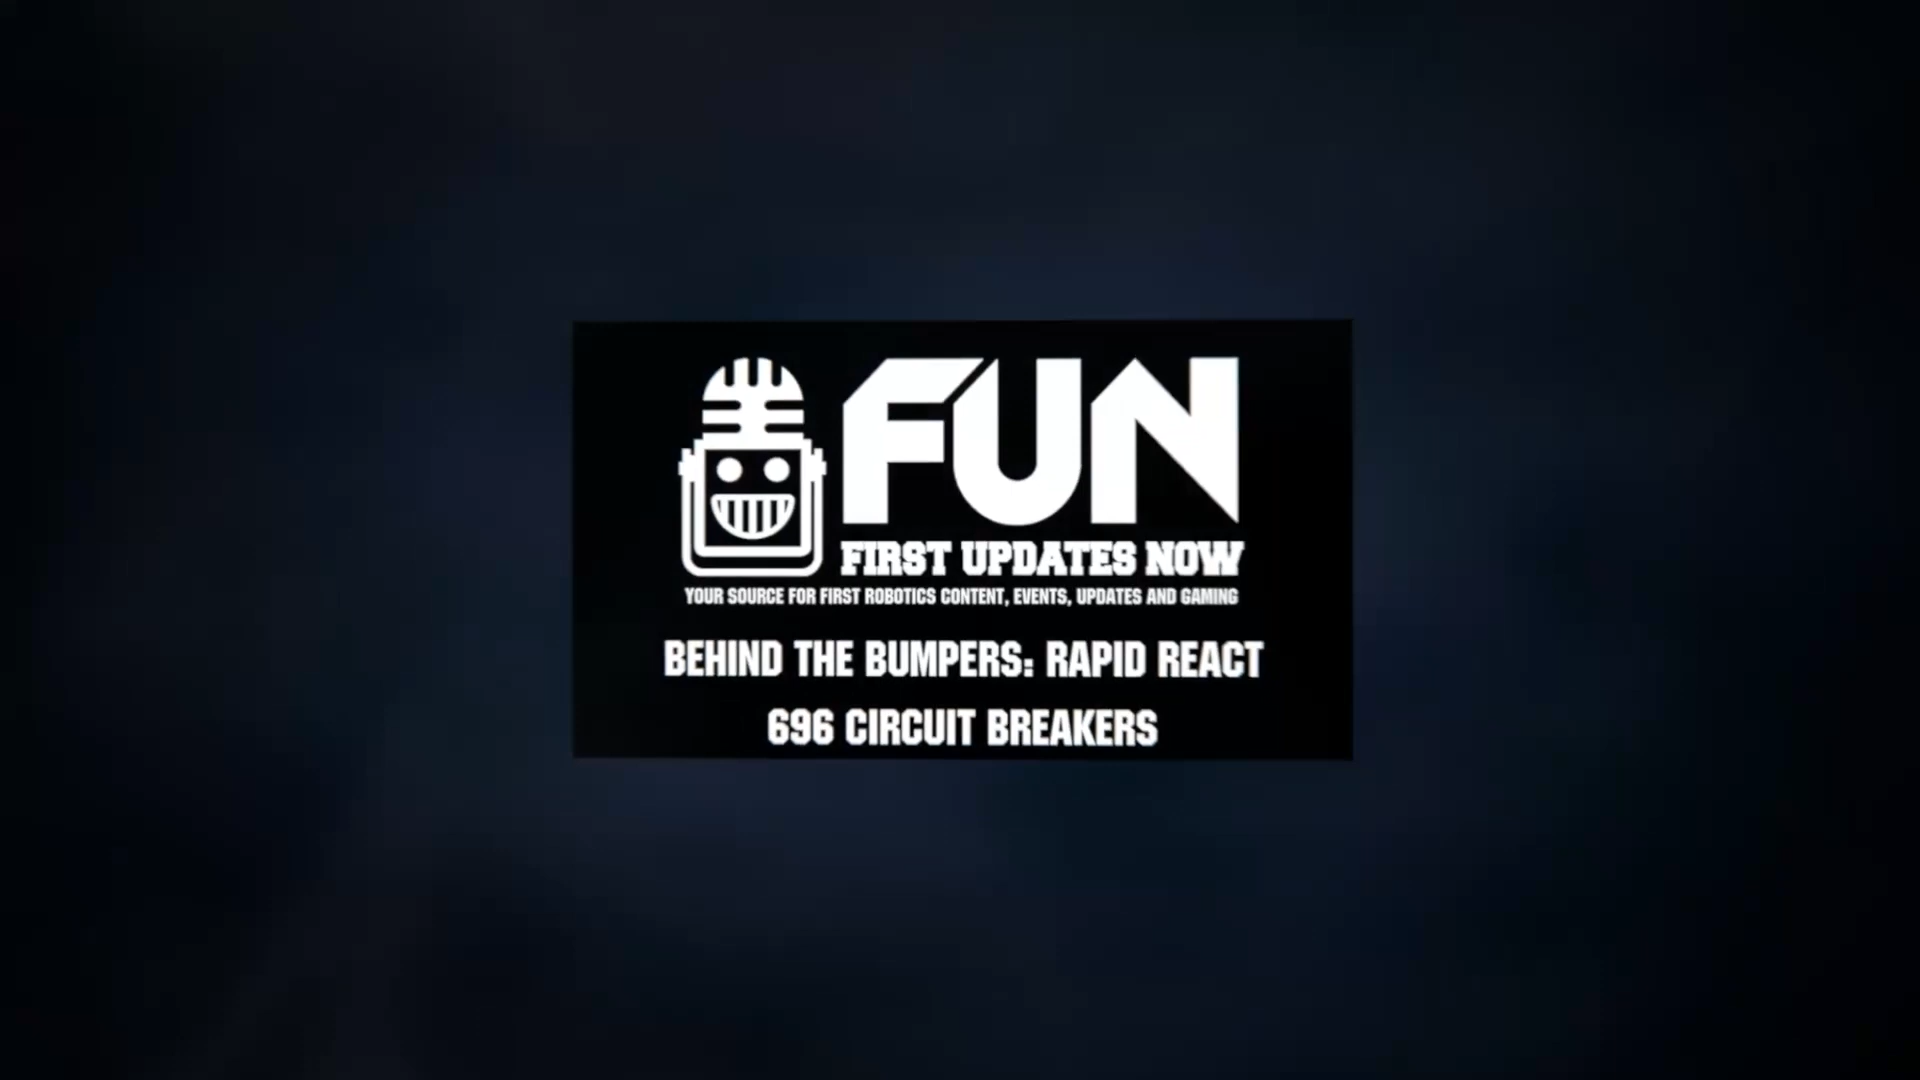 FUN
FIRST UPDATES NOW
YOUR SOURCE FOR FIRST ROBOTICS CONTENT, EVENTS, UPDATES AND GAMING
BEHIND THE BUMPERS: RAPID REACT
696 CIRCUIT BREAKERS